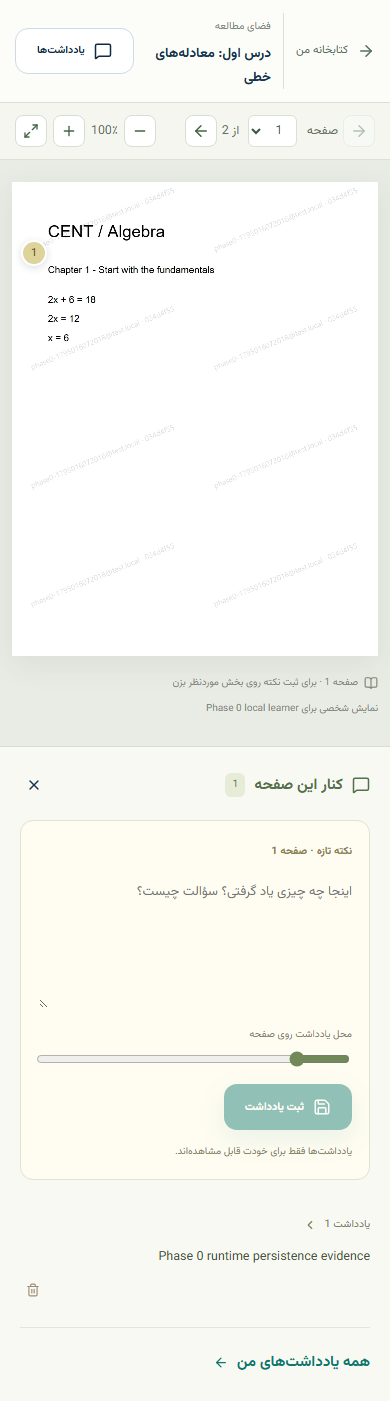 کتابخانه من
فضای مطالعه
درس اول: معادله‌های
خطی
یادداشت‌ها
صفحه 1 از 2
100٪
CENT / Algebra
1
Chapter 1 - Start with the fundamentals
2x + 6 = 18
2x = 12
x = 6
صفحه 1 · برای ثبت نکته روی بخش موردنظر بزن
نمایش شخصی برای Phase 0 local learner
کنار این صفحه 1
نکته تازه · صفحه 1
اینجا چه چیزی یاد گرفتی؟ سؤالت چیست؟
محل یادداشت روی صفحه
ثبت یادداشت
یادداشت‌ها فقط برای خودت قابل مشاهده‌اند.
یادداشت 1
Phase 0 runtime persistence evidence
همه یادداشت‌های من